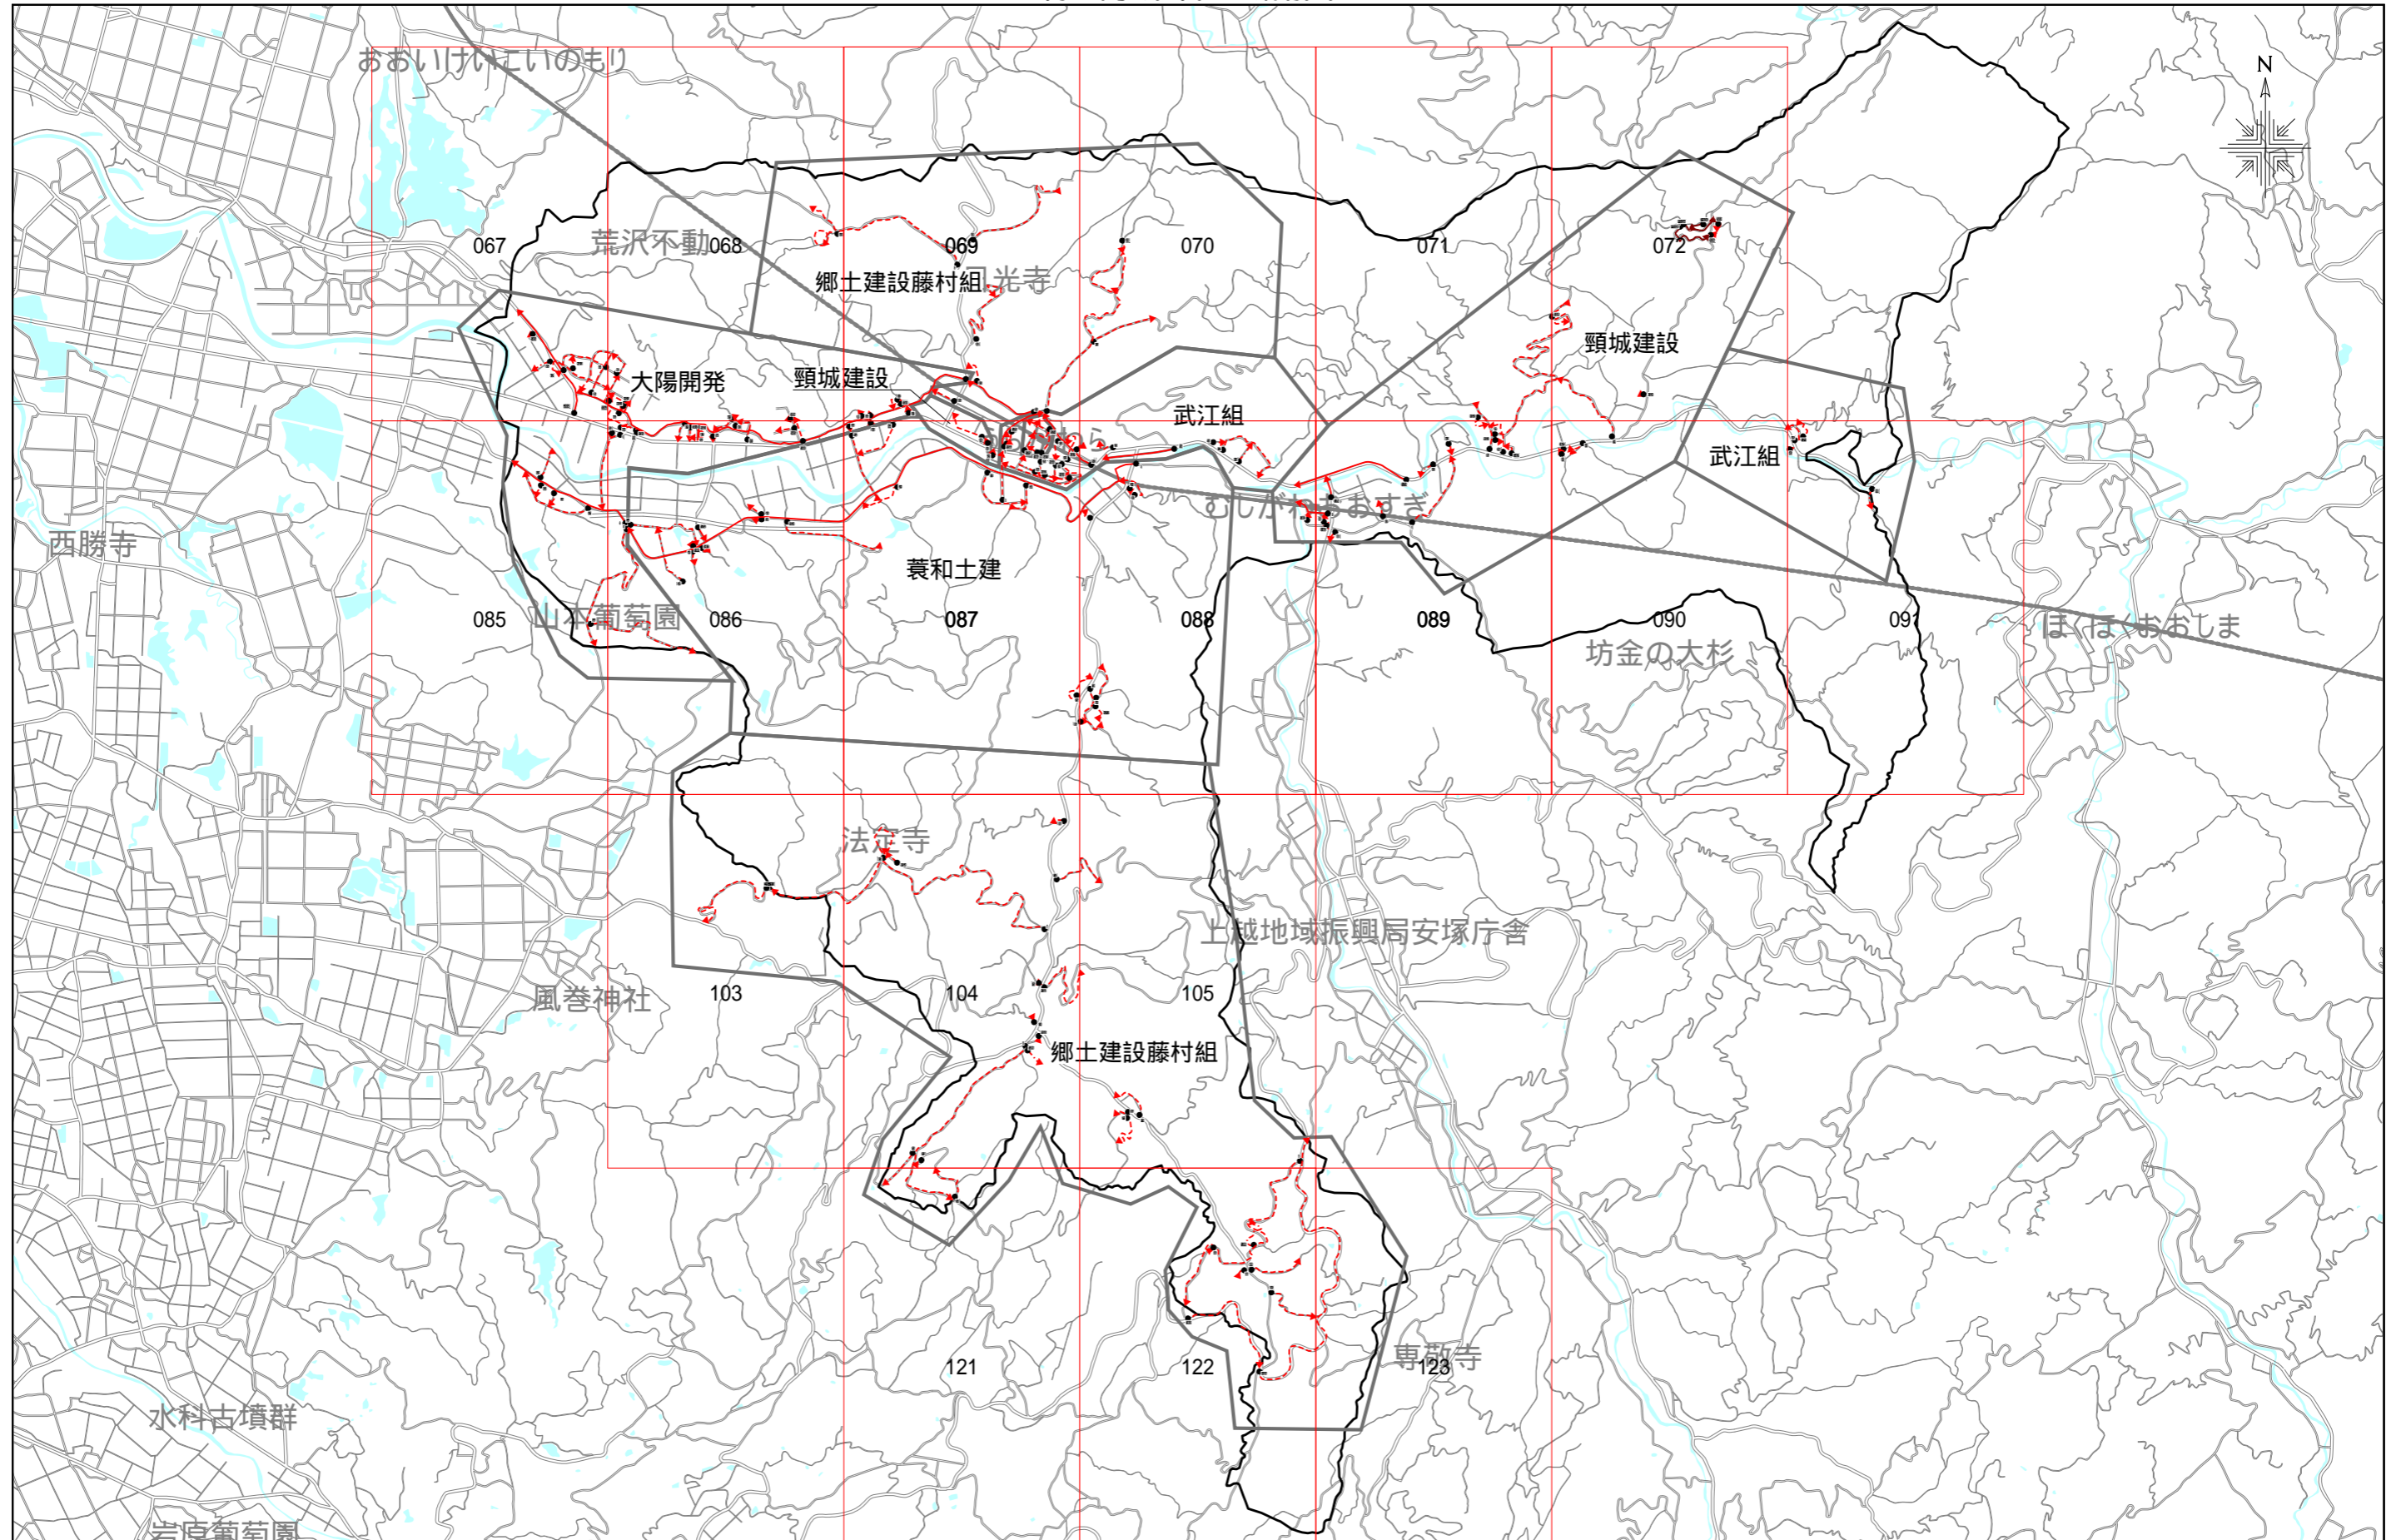 おおいけいこいのもり
N
067
荒沢不動
068
069
070
071
072
郷土建設藤村組
光寺
頸城建設
大陽開発
頸城建設
武江組
武江組
むしがわおおすぎ
西勝寺
蓑和土建
085
山本葡萄園
086
087
088
089
090
091
ほくほくおおしま
坊金の大杉
法定寺
上越地域振興局安塚庁舎
風巻神社
103
104
105
郷土建設藤村組
121
122
専敬寺
123
水科古墳群
岩原葡萄園